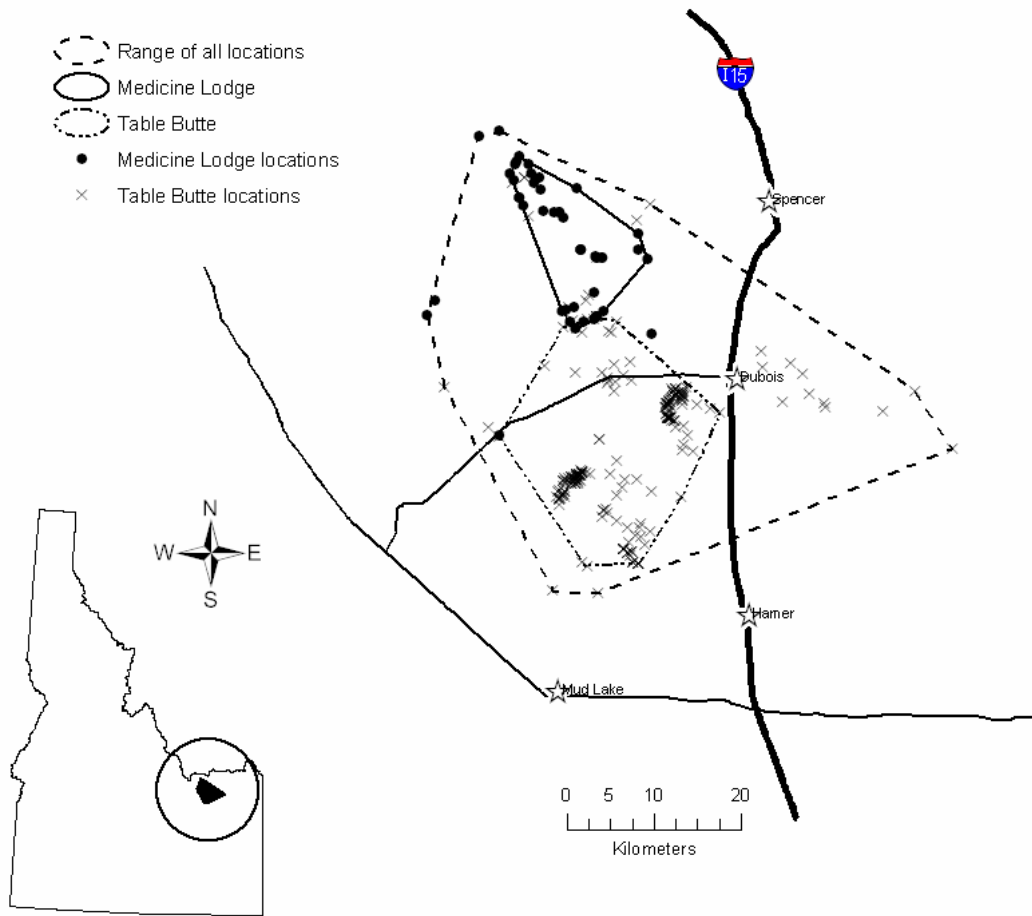 Range of all locations
Medicine Lodge
Table Butte
Medicine Lodge locations
Table Butte locations
I15
Spencer
Dubois
N
W E
S
Hamer
Mud Lake
0 5 10 20
Kilometers